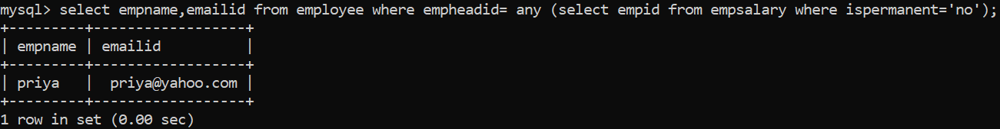 mysql> select empname,emailid from employee where empheadid= any (select empid from empsalary where ispermanent='no');
+---------+------------------+
| empname | emailid          |
+---------+------------------+
| priya   |  priya@yahoo.com |
+---------+------------------+
1 row in set (0.00 sec)